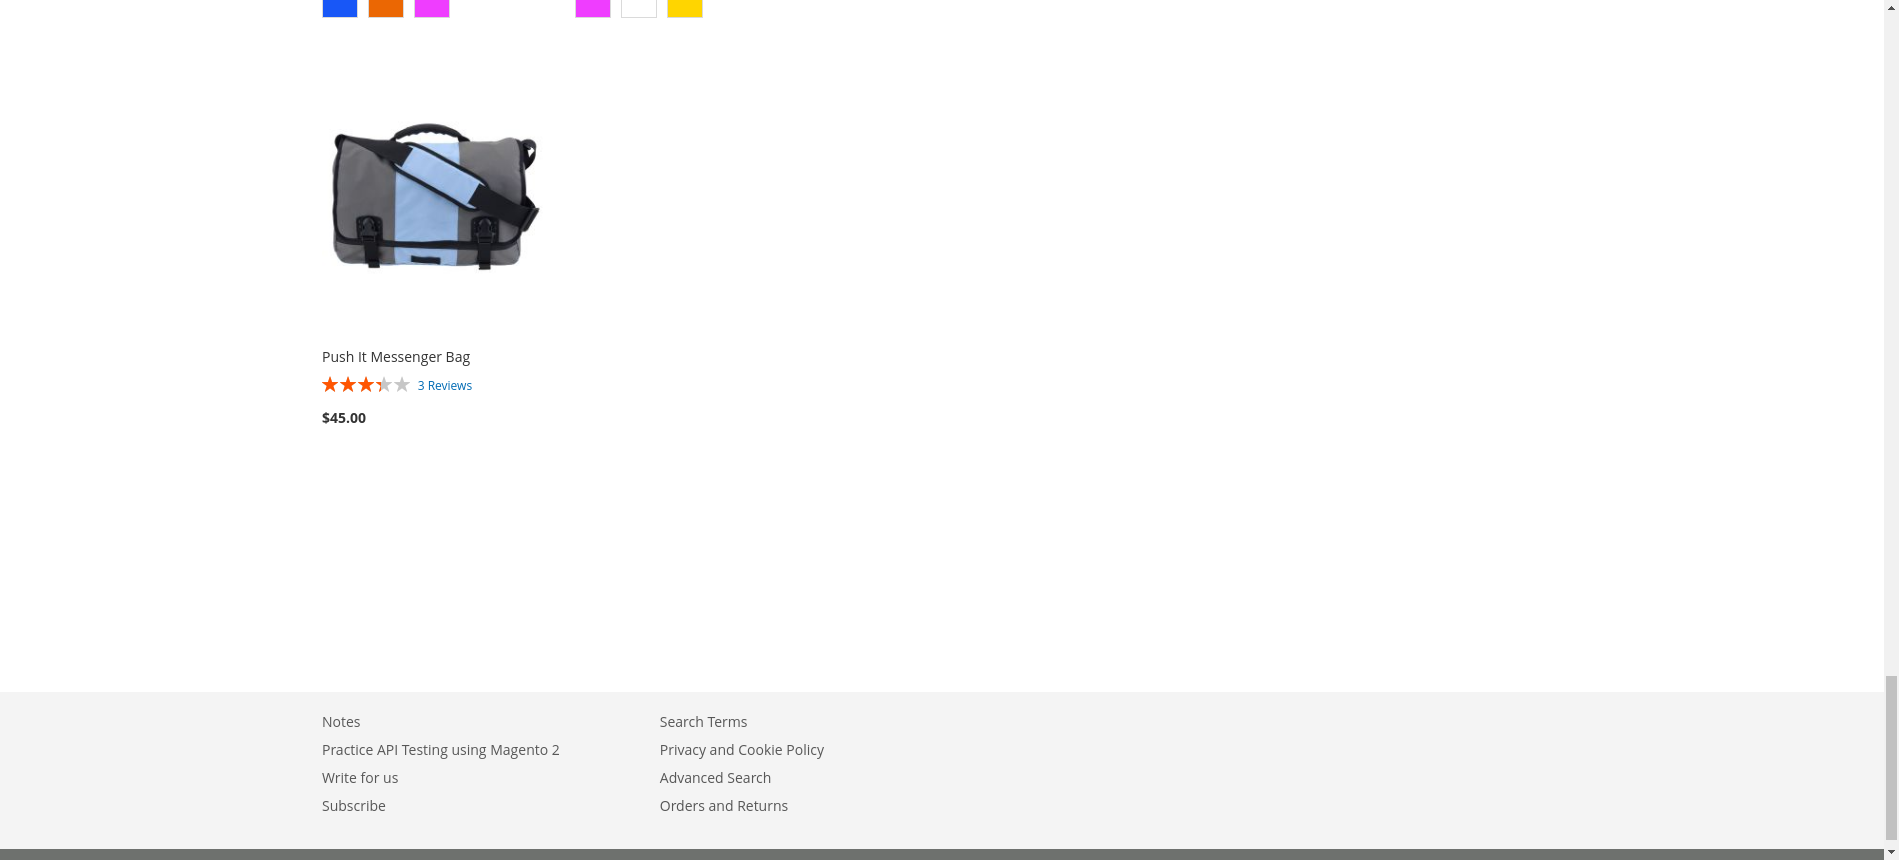 Push It Messenger Bag
3 Reviews
$45.00
Notes
Practice API Testing using Magento 2
Write for us
Subscribe
Search Terms
Privacy and Cookie Policy
Advanced Search
Orders and Returns